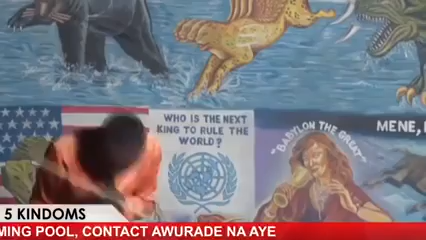 WHO IS THE NEXT
KING TO RULE THE
WORLD?
"BABYLON THE GREAT"
MENE,
5 KINDOMS
MING POOL, CONTACT AWURADE NA AYE